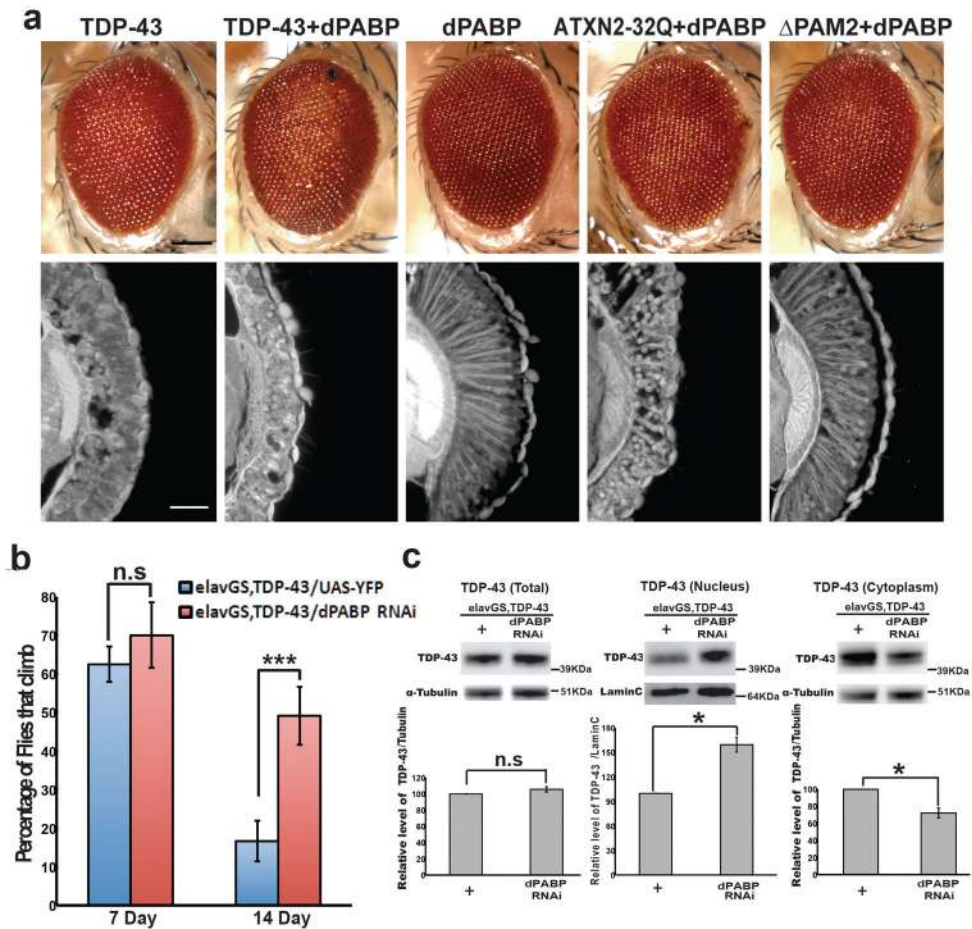 a
TDP-43 TDP-43+dPABP dPABP ATXN2-32Q+dPABP ΔPAM2+dPABP
b
n.s
elavGS,TDP-43/UAS-YFP
elavGS,TDP-43/dPABP RNAi
***
Percentage of Flies that climb
80
70
60
50
40
30
20
10
0
7 Day 14 Day
c
TDP-43 (Total)
elavGS,TDP-43
+ dPABP RNAi
TDP-43
39KDa
α-Tubulin
51KDa
Relative level of TDP-43/Tubulin
n.s
100
80
60
40
20
0
+ dPABP RNAi
TDP-43 (Nucleus)
elavGS,TDP-43
+ dPABP RNAi
TDP-43
39KDa
LaminC
64KDa
Relative level of TDP-43 /LaminC
*
180
150
120
90
60
30
0
+ dPABP RNAi
TDP-43 (Cytoplasm)
elavGS,TDP-43
+ dPABP RNAi
TDP-43
39KDa
α-Tubulin
51KDa
Relative level of TDP-43/Tubulin
*
100
80
60
40
20
0
+ dPABP RNAi